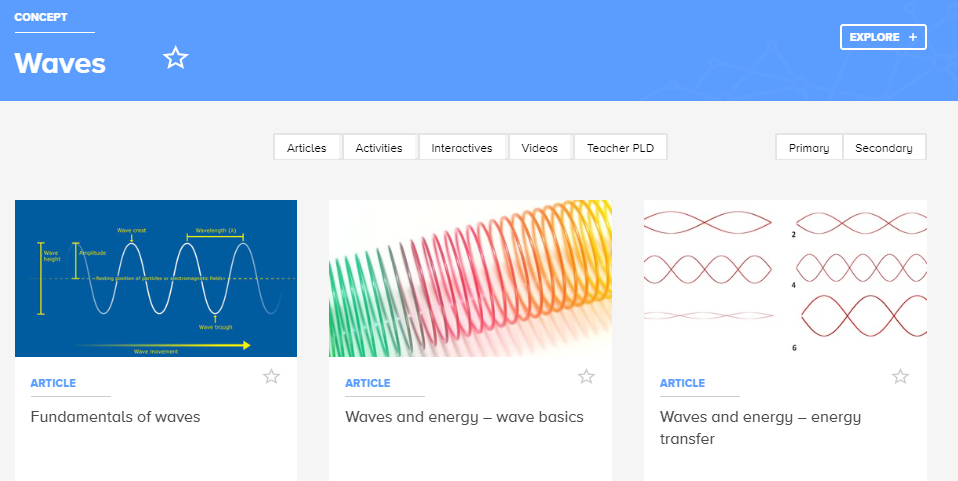 CONCEPT
Waves
EXPLORE +
Articles
Activities
Interactives
Videos
Teacher PLD
Primary
Secondary
Wave crest
Wavelength (λ)
Wave
height
Amplitude
Resting position of particles or electromagnetic fields
Wave trough
Wave movement
2
4
6
ARTICLE
Fundamentals of waves
ARTICLE
Waves and energy – wave basics
ARTICLE
Waves and energy – energy
transfer